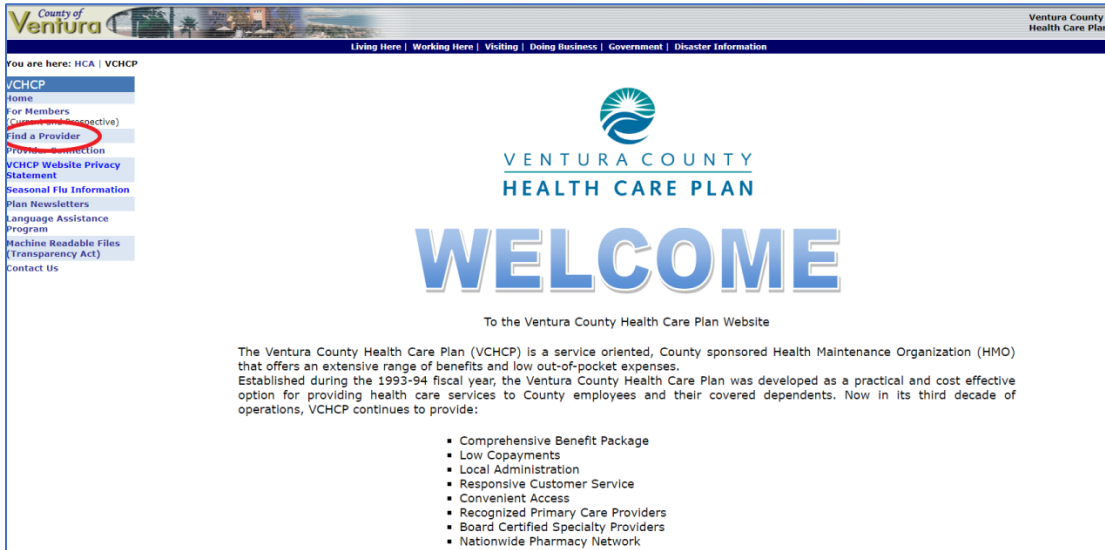 County of
Ventura
Ventura County
Health Care Plan
Living Here | Working Here | Visiting | Doing Business | Government | Disaster Information
You are here: HCA | VCHCP
VCHCP
Home
For Members
(Current and Prospective)
Find a Provider
Provider Connection
VCHCP Website Privacy
Statement
Seasonal Flu Information
Plan Newsletters
Language Assistance
Program
Machine Readable Files
(Transparency Act)
Contact Us
VENTURA COUNTY
HEALTH CARE PLAN
WELCOME
To the Ventura County Health Care Plan Website
The Ventura County Health Care Plan (VCHCP) is a service oriented, County sponsored Health Maintenance Organization (HMO)
that offers an extensive range of benefits and low out-of-pocket expenses.
Established during the 1993-94 fiscal year, the Ventura County Health Care Plan was developed as a practical and cost effective
option for providing health care services to County employees and their covered dependents. Now in its third decade of
operations, VCHCP continues to provide:
▪ Comprehensive Benefit Package
▪ Low Copayments
▪ Local Administration
▪ Responsive Customer Service
▪ Convenient Access
▪ Recognized Primary Care Providers
▪ Board Certified Specialty Providers
▪ Nationwide Pharmacy Network